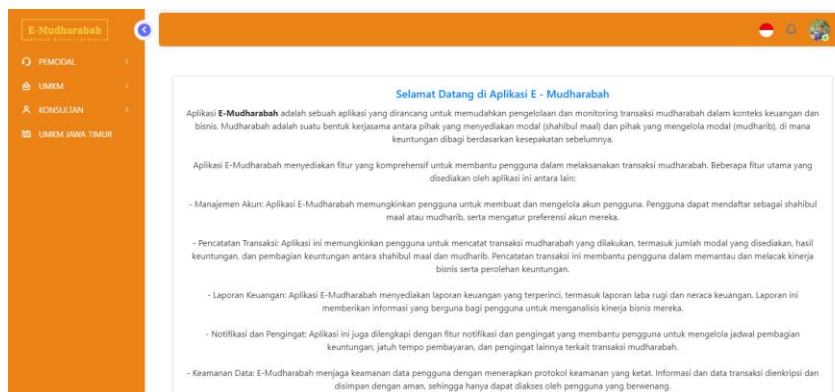 E-Mudharabah
PEMODAL
UMKM
KONSULTAN
UMKM JAWA TIMUR
Selamat Datang di Aplikasi E - Mudharabah
Aplikasi E-Mudharabah adalah sebuah aplikasi yang dirancang untuk memudahkan pengelolaan dan monitoring transaksi mudharabah dalam konteks keuangan dan
bisnis. Mudharabah adalah suatu bentuk kerjasama antara pihak yang menyediakan modal (shahibul maal) dan pihak yang mengelola modal (mudharib), di mana
keuntungan dibagi berdasarkan kesepakatan sebelumnya.
Aplikasi E-Mudharabah menyediakan fitur yang komprehensif untuk membantu pengguna dalam melaksanakan transaksi mudharabah. Beberapa fitur utama yang
disediakan oleh aplikasi ini antara lain:
- Manajemen Akun: Aplikasi E-Mudharabah memungkinkan pengguna untuk membuat dan mengelola akun pengguna. Pengguna dapat mendaftar sebagai shahibul
maal atau mudharib, serta mengatur preferensi akun mereka.
- Pencatatan Transaksi: Aplikasi ini memungkinkan pengguna untuk mencatat transaksi mudharabah yang dilakukan, termasuk jumlah modal yang disediakan, hasil
keuntungan, dan pembagian keuntungan antara shahibul maal dan mudharib. Pencatatan transaksi ini membantu pengguna dalam memantau dan melacak kinerja
bisnis serta perolehan keuntungan.
- Laporan Keuangan: Aplikasi E-Mudharabah menyediakan laporan keuangan yang terperinci, termasuk laporan laba rugi dan neraca keuangan. Laporan ini
memberikan informasi yang berguna bagi pengguna untuk menganalisis kinerja bisnis mereka.
- Notifikasi dan Pengingat: Aplikasi ini juga dilengkapi dengan fitur notifikasi dan pengingat yang membantu pengguna untuk mengelola jadwal pembagian
keuntungan, jatuh tempo pembayaran, dan pengingat lainnya terkait transaksi mudharabah.
- Keamanan Data: E-Mudharabah menjaga keamanan data pengguna dengan menerapkan protokol keamanan yang ketat. Informasi dan data transaksi dienkripsi dan
disimpan dengan aman, sehingga hanya dapat diakses oleh pengguna yang berwenang.